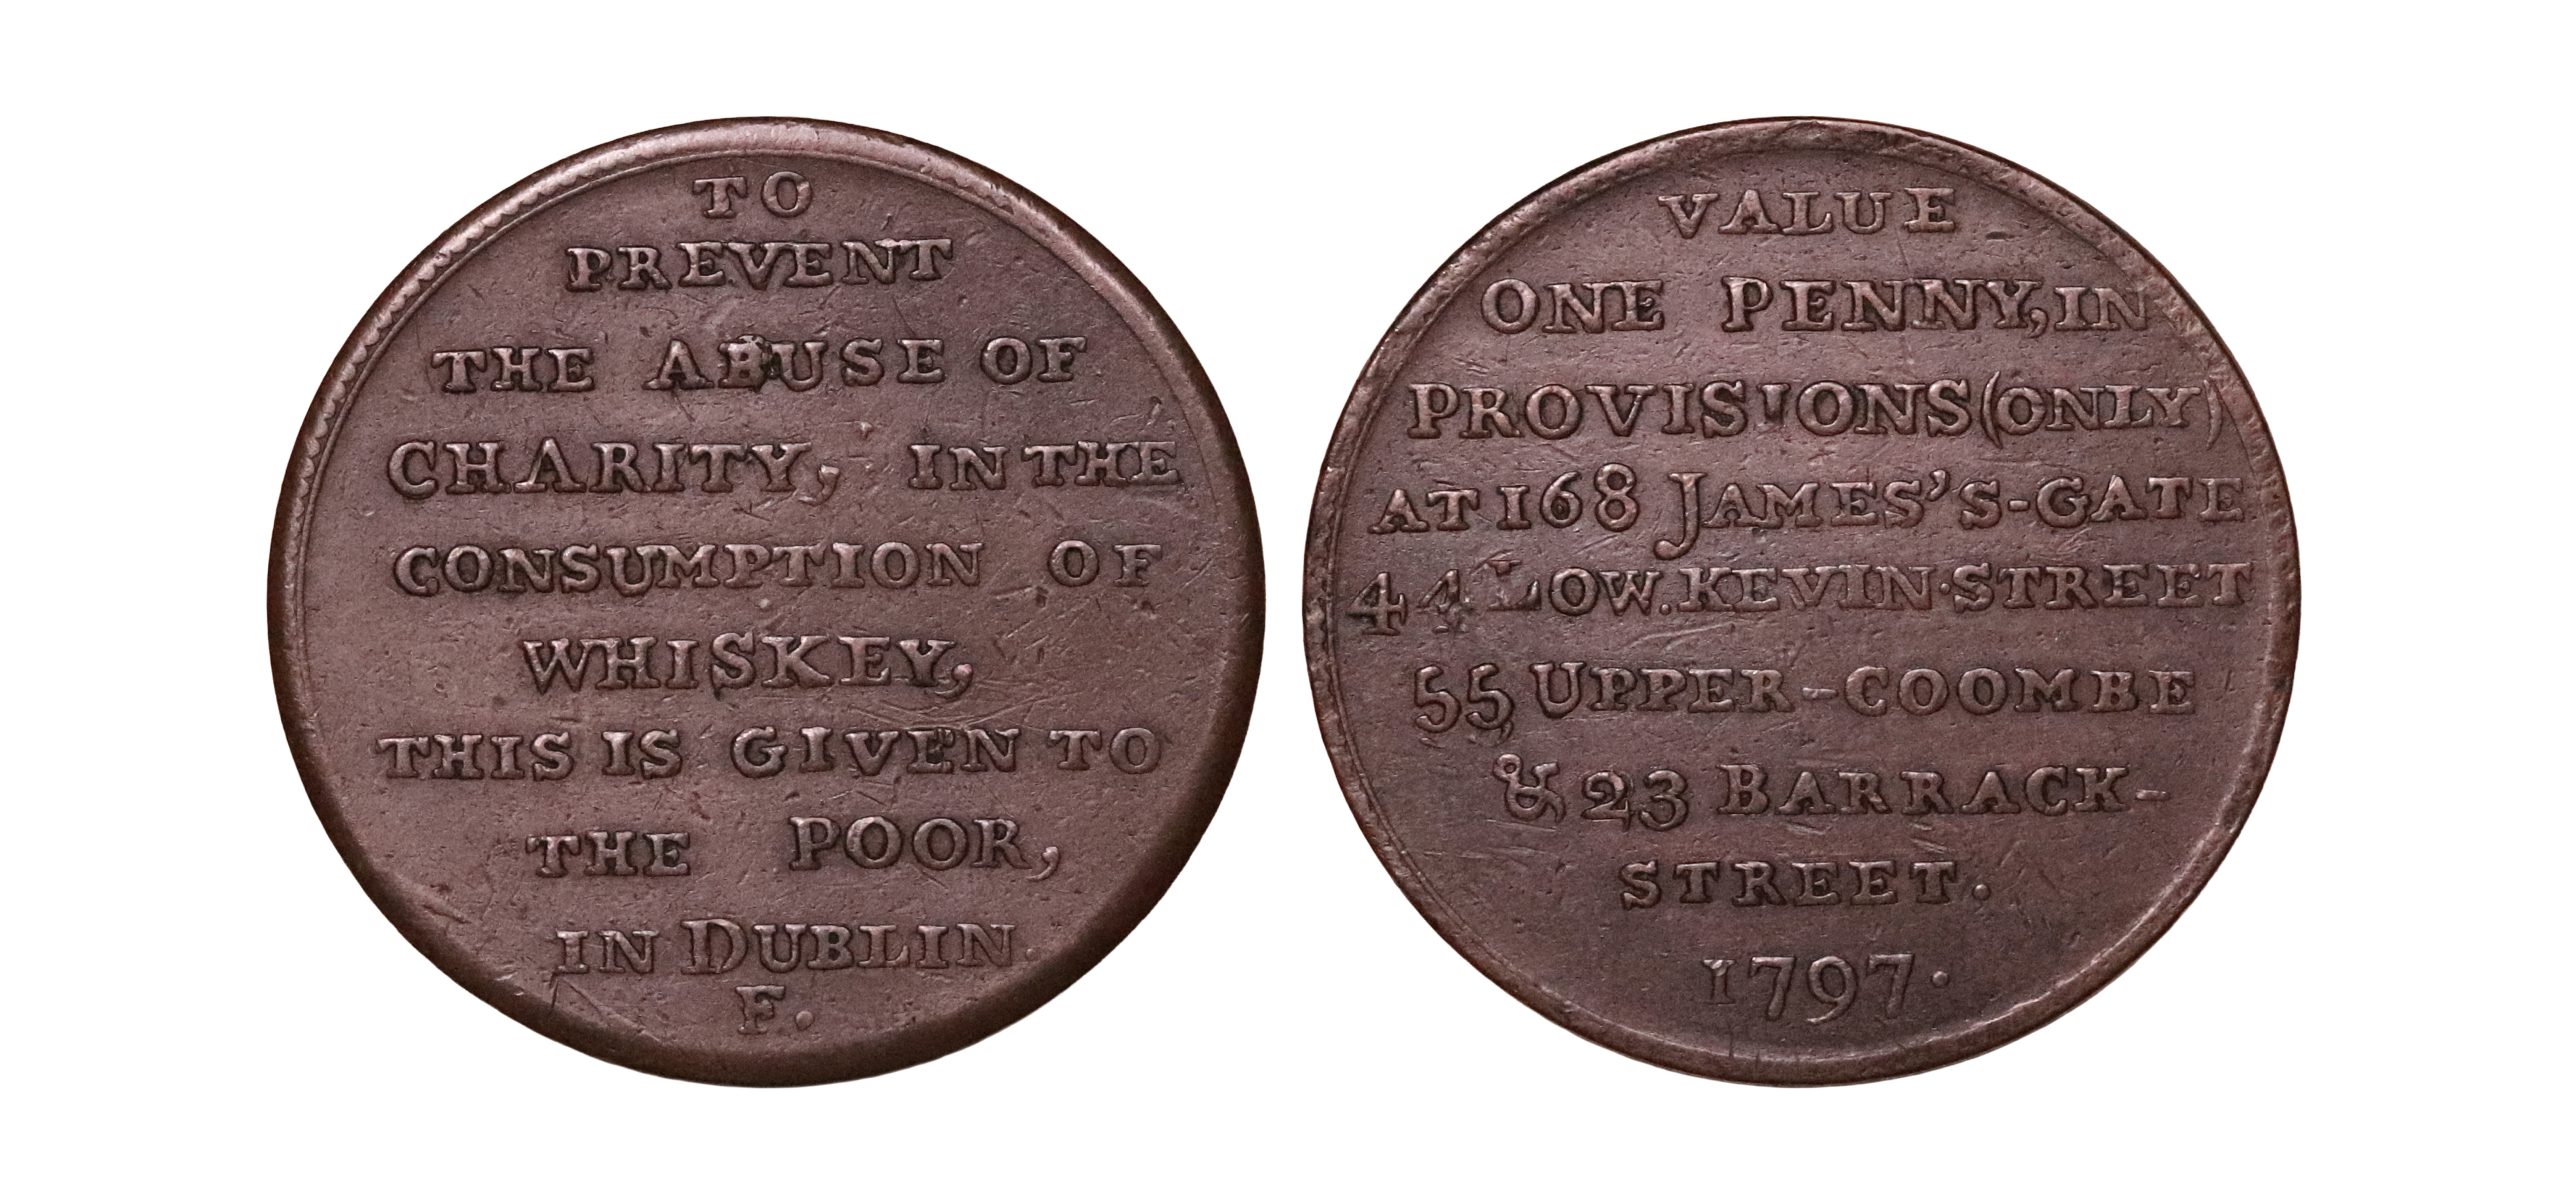 TO
PREVENT
THE ABUSE OF
CHARITY, IN THE
CONSUMPTION OF
WHISKEY,
THIS IS GIVEN TO
THE POOR,
IN DUBLIN.
F.
VALUE
ONE PENNY, IN
PROVISIONS (ONLY)
AT 168 JAMES'S-GATE
44 LOW. KEVIN·STREET
55, UPPER-COOMBE
& 23 BARRACK-
STREET.
1797.